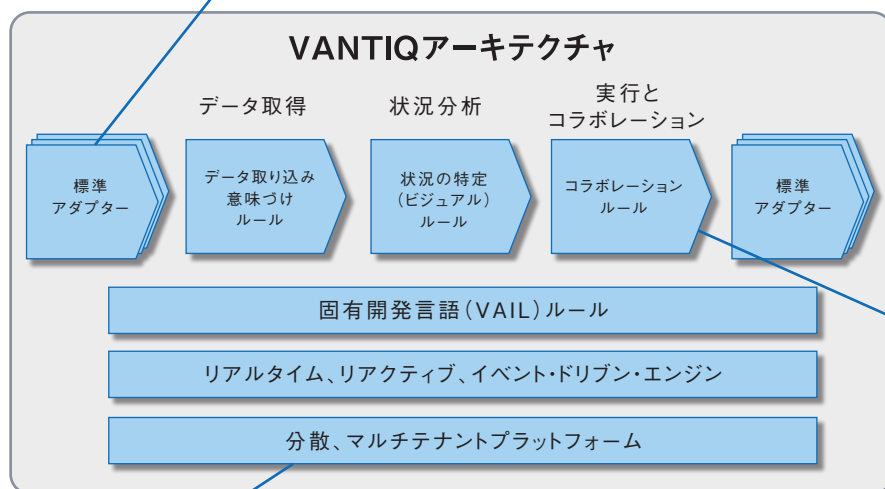 VANTIQアーキテクチャ
データ取得
状況分析
実行と
コラボレーション
標準
アダプター
データ取り込み
意味づけ
ルール
状況の特定
(ビジュアル)
ルール
コラボレーション
ルール
標準
アダプター
固有開発言語(VAIL)ルール
リアルタイム、リアクティブ、イベント・ドリブン・エンジン
分散、マルチテナントプラットフォーム